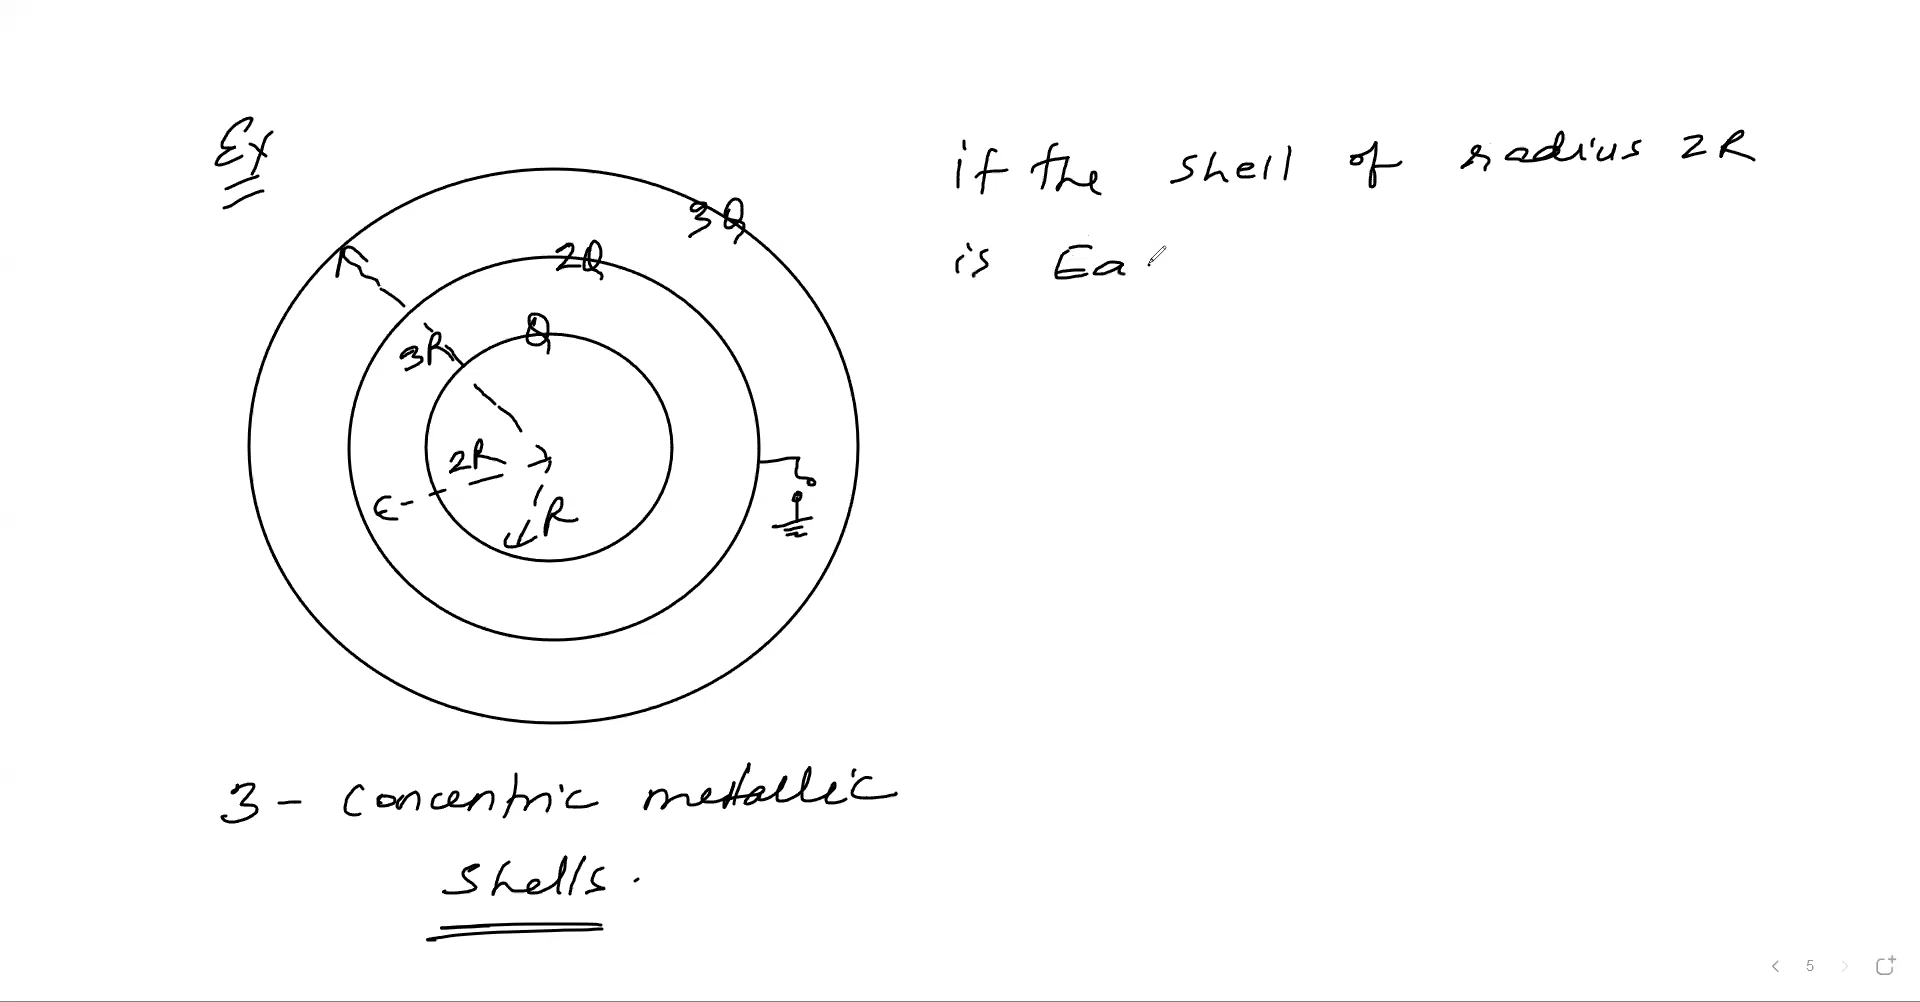 Ex
if the shell of radius 2R
is Ea
3Q
2Q
Q
3R
2R
R
3 - concentric metallic
shells.
5